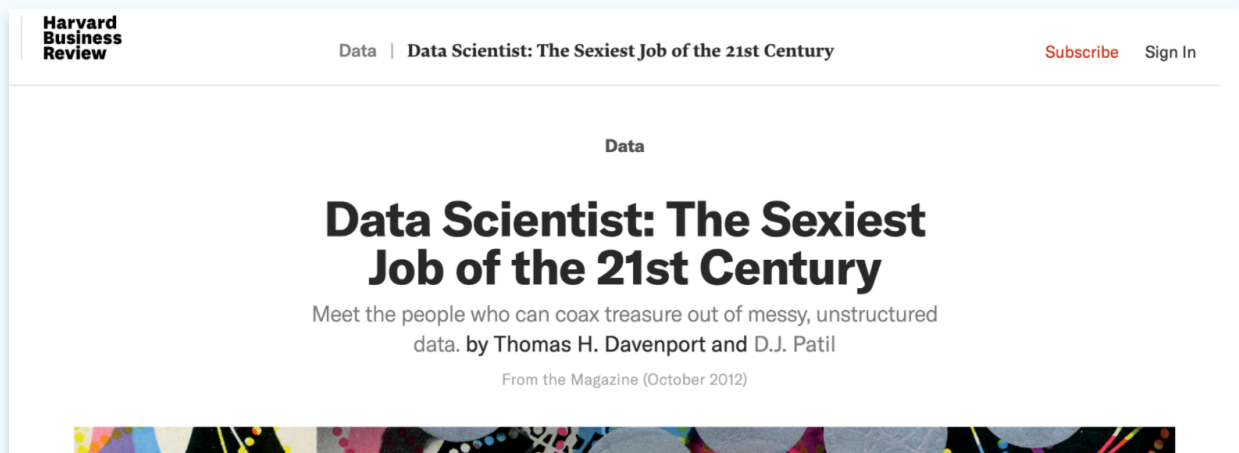 Harvard
Business
Review
Data | Data Scientist: The Sexiest Job of the 21st Century
Subscribe
Sign In
Data
Data Scientist: The Sexiest
Job of the 21st Century
Meet the people who can coax treasure out of messy, unstructured
data. by Thomas H. Davenport and D.J. Patil
From the Magazine (October 2012)